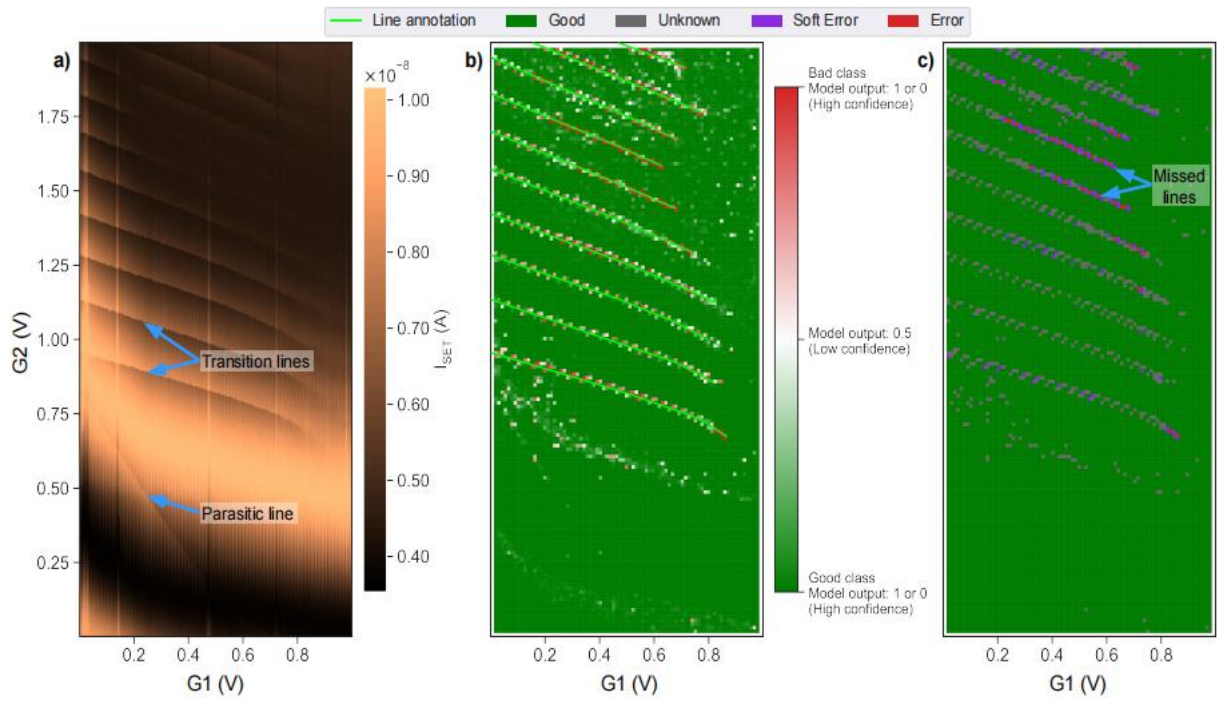 Line annotation Good Unknown Soft Error Error
a)
×10⁻⁸
1.00
0.90
0.80
0.70
0.60
0.50
0.40
I_SET (A)
G2 (V)
1.75
1.50
1.25
1.00
0.75
0.50
0.25
Transition lines
Parasitic line
0.2 0.4 0.6 0.8
G1 (V)
b)
0.2 0.4 0.6 0.8
G1 (V)
Bad class
Model output: 1 or 0
(High confidence)
Model output: 0.5
(Low confidence)
Good class
Model output: 1 or 0
(High confidence)
c)
Missed
lines
0.2 0.4 0.6 0.8
G1 (V)